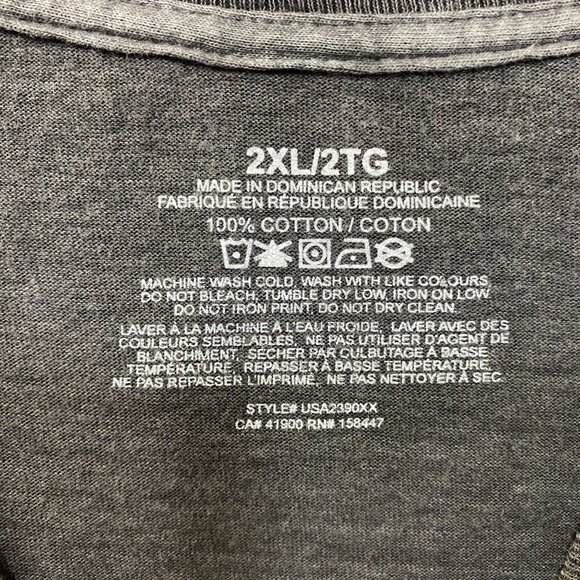 2XL/2TG
MADE IN DOMINICAN REPUBLIC
FABRIQUÉ EN RÉPUBLIQUE DOMINICAINE
100% COTTON / COTON
MACHINE WASH COLD, WASH WITH LIKE COLOURS
DO NOT BLEACH, TUMBLE DRY LOW, IRON ON LOW
DO NOT IRON PRINT, DO NOT DRY CLEAN.
LAVER À LA MACHINE À L'EAU FROIDE, LAVER AVEC DES
COULEURS SEMBLABLES, NE PAS UTILISER D'AGENT DE
BLANCHIMENT, SÉCHER PAR CULBUTAGE À BASSE
TEMPÉRATURE, REPASSER À BASSE TEMPÉRATURE,
NE PAS REPASSER L'IMPRIMÉ, NE PAS NETTOYER À SEC
STYLE# USA2390XX
CA# 41900 RN# 158447